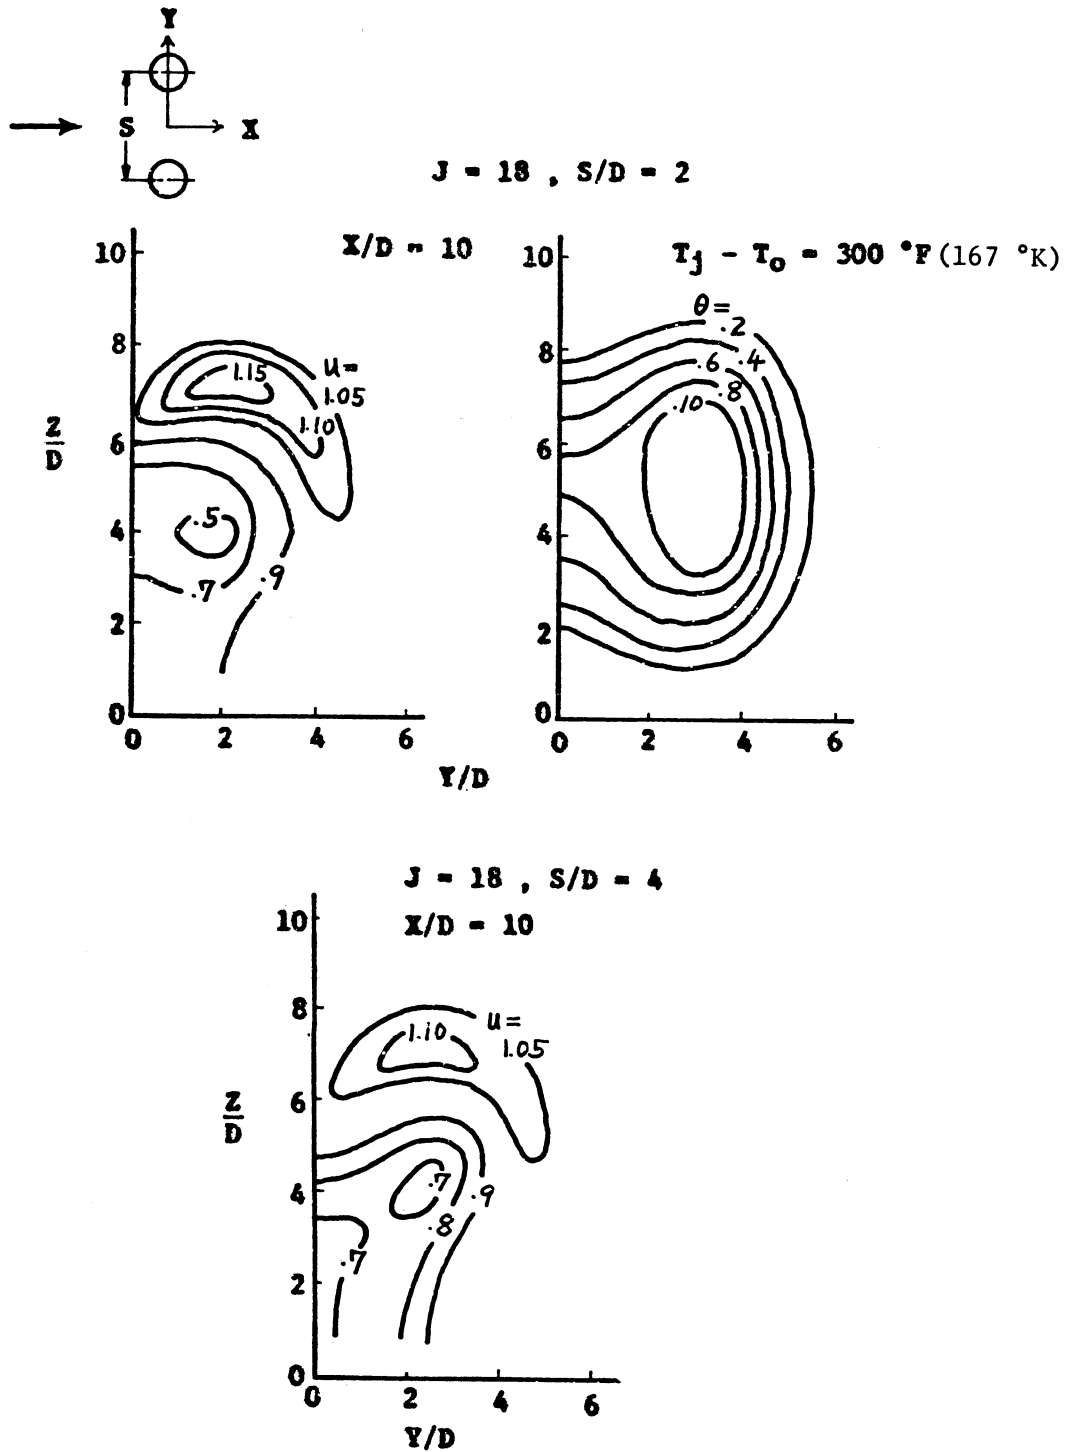 Y
S
X
J = 18 , S/D = 2
X/D = 10
Tj - To = 300 °F (167 °K)
10
8
6
4
2
0
Z
D
u=
1.05
1.10
1.15
.5
.7
.9
0 2 4 6
10
8
6
4
2
0
θ=
.2
.4
.6
.8
.10
0 2 4 6
Y/D
J = 18 , S/D = 4
X/D = 10
10
8
6
4
2
0
Z
D
u=
1.05
1.10
.7
.9
.8
.7
0 2 4 6
Y/D